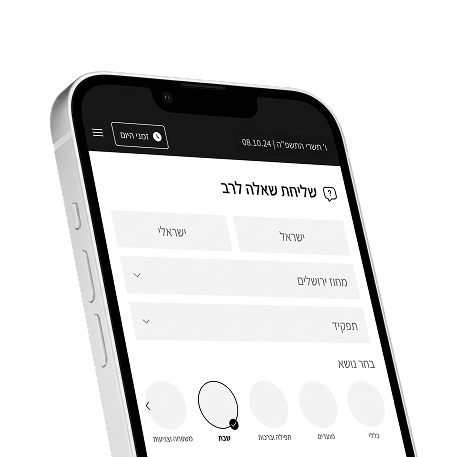 זמני היום
ו' תשרי התשפ"ה | 08.10.24
שליחת שאלה לרב
ישראל
ישראלי
מחוז ירושלים
תפקיד
בחר נושא
כללי
מועדים
תפילה וברכות
שבת
משפחה וצניעות